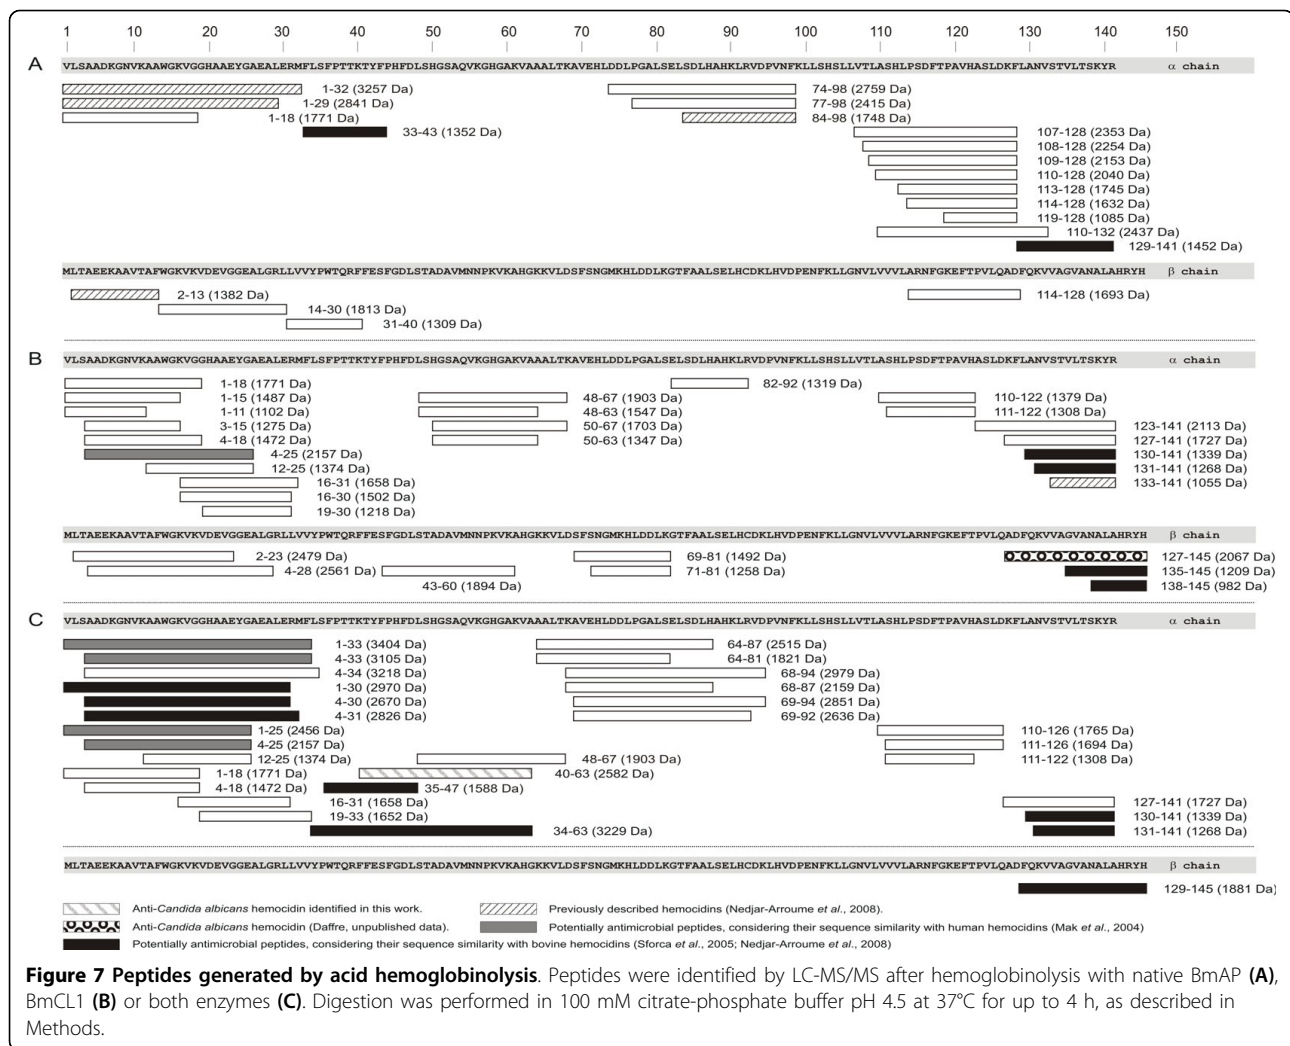 1 10 20 30 40 50 60 70 80 90 100 110 120 130 140 150
A VLSAADKGNVKAAWGKVGGHAAEYGAEALERMFLSFPTTKTYFPHFDLSHGSAQVKGHGAKVAAALTKAVEHLDDLPGALSELSDLHAHKLRVDPVNFKLLSHSLLVTLASHLPSDFTPAVHASLDKFLANVSTVLTSKYR α chain
1-32 (3257 Da) 74-98 (2759 Da)
1-29 (2841 Da) 77-98 (2415 Da)
1-18 (1771 Da) 84-98 (1748 Da)
33-43 (1352 Da) 107-128 (2353 Da)
108-128 (2254 Da)
109-128 (2153 Da)
110-128 (2040 Da)
113-128 (1745 Da)
114-128 (1632 Da)
119-128 (1085 Da)
110-132 (2437 Da)
129-141 (1452 Da)
MLTAEEKAAVTAFWGKVKVDEVGGEALGRLLVVYPWTQRFFESFGDLSTADAVMNNPKVKAHGKKVLDSFSNGMKHLDDLKGTFAALSELHCDKLHVDPENFKLLGNVLVVVLARNFGKEFTPVLQADFQKVVAGVANALAHRYH β chain
2-13 (1382 Da) 114-128 (1693 Da)
14-30 (1813 Da)
31-40 (1309 Da)
B VLSAADKGNVKAAWGKVGGHAAEYGAEALERMFLSFPTTKTYFPHFDLSHGSAQVKGHGAKVAAALTKAVEHLDDLPGALSELSDLHAHKLRVDPVNFKLLSHSLLVTLASHLPSDFTPAVHASLDKFLANVSTVLTSKYR α chain
1-18 (1771 Da) 82-92 (1319 Da)
1-15 (1487 Da) 48-67 (1903 Da) 110-122 (1379 Da)
1-11 (1102 Da) 48-63 (1547 Da) 111-122 (1308 Da)
3-15 (1275 Da) 50-67 (1703 Da) 123-141 (2113 Da)
4-18 (1472 Da) 50-63 (1347 Da) 127-141 (1727 Da)
4-25 (2157 Da) 130-141 (1339 Da)
12-25 (1374 Da) 131-141 (1268 Da)
16-31 (1658 Da) 133-141 (1055 Da)
16-30 (1502 Da)
19-30 (1218 Da)
MLTAEEKAAVTAFWGKVKVDEVGGEALGRLLVVYPWTQRFFESFGDLSTADAVMNNPKVKAHGKKVLDSFSNGMKHLDDLKGTFAALSELHCDKLHVDPENFKLLGNVLVVVLARNFGKEFTPVLQADFQKVVAGVANALAHRYH β chain
2-23 (2479 Da) 69-81 (1492 Da) 127-145 (2067 Da)
4-28 (2561 Da) 71-81 (1258 Da) 135-145 (1209 Da)
43-60 (1894 Da) 138-145 (982 Da)
C VLSAADKGNVKAAWGKVGGHAAEYGAEALERMFLSFPTTKTYFPHFDLSHGSAQVKGHGAKVAAALTKAVEHLDDLPGALSELSDLHAHKLRVDPVNFKLLSHSLLVTLASHLPSDFTPAVHASLDKFLANVSTVLTSKYR α chain
1-33 (3404 Da) 64-87 (2515 Da)
4-33 (3105 Da) 64-81 (1821 Da)
4-34 (3218 Da) 68-94 (2979 Da)
1-30 (2970 Da) 68-87 (2159 Da)
4-30 (2670 Da) 69-94 (2851 Da)
4-31 (2826 Da) 69-92 (2636 Da)
1-25 (2456 Da) 110-126 (1765 Da)
4-25 (2157 Da) 111-126 (1694 Da)
12-25 (1374 Da) 48-67 (1903 Da) 111-122 (1308 Da)
1-18 (1771 Da) 40-63 (2582 Da)
4-18 (1472 Da) 35-47 (1588 Da)
16-31 (1658 Da) 127-141 (1727 Da)
19-33 (1652 Da) 130-141 (1339 Da)
34-63 (3229 Da) 131-141 (1268 Da)
MLTAEEKAAVTAFWGKVKVDEVGGEALGRLLVVYPWTQRFFESFGDLSTADAVMNNPKVKAHGKKVLDSFSNGMKHLDDLKGTFAALSELHCDKLHVDPENFKLLGNVLVVVLARNFGKEFTPVLQADFQKVVAGVANALAHRYH β chain
129-145 (1881 Da)
Anti-Candida albicans hemocidin identified in this work. Previously described hemocidins (Nedjar-Arroume et al., 2008).
Anti-Candida albicans hemocidin (Daffre, unpublished data). Potentially antimicrobial peptides, considering their sequence similarity with human hemocidins (Mak et al., 2004)
Potentially antimicrobial peptides, considering their sequence similarity with bovine hemocidins (Sforca et al., 2005; Nedjar-Arroume et al., 2008)
Figure 7 Peptides generated by acid hemoglobinolysis. Peptides were identified by LC-MS/MS after hemoglobinolysis with native BmAP (A),
BmCL1 (B) or both enzymes (C). Digestion was performed in 100 mM citrate-phosphate buffer pH 4.5 at 37°C for up to 4 h, as described in
Methods.